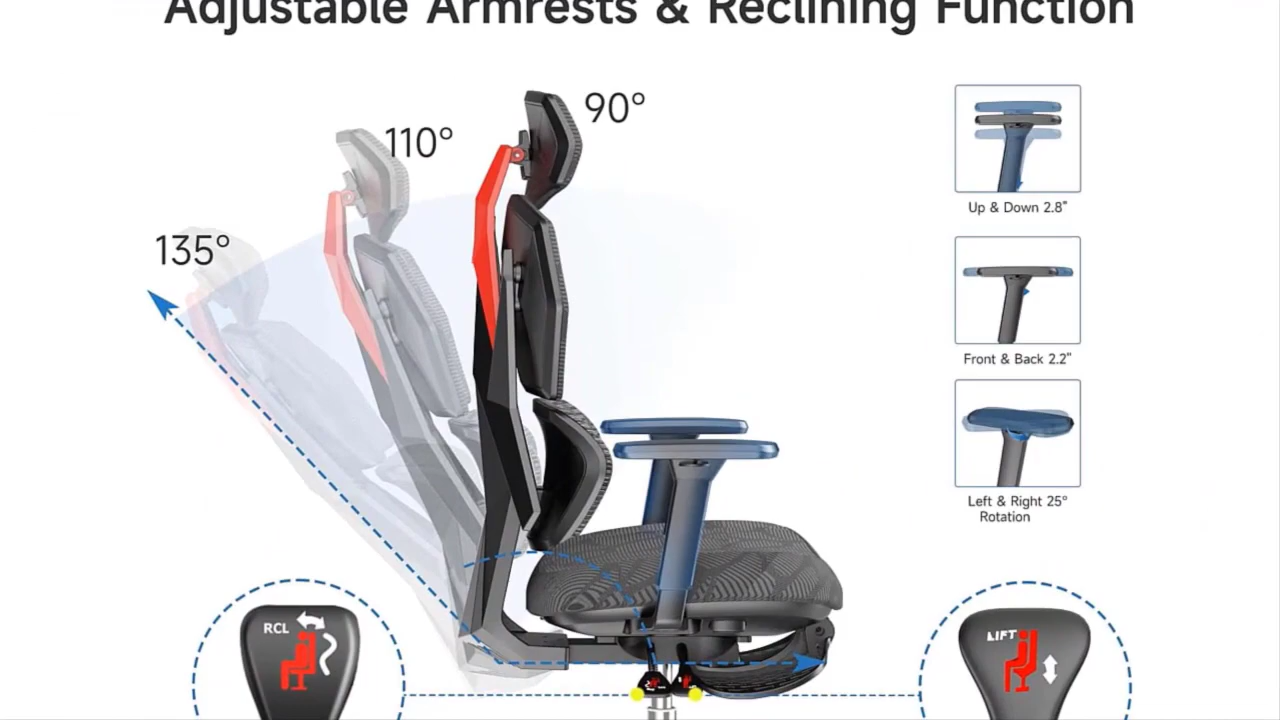 Adjustable Armrests & Reclining Function
90°
110°
135°
Up & Down 2.8"
Front & Back 2.2"
Left & Right 25°
Rotation
RCL
LIFT